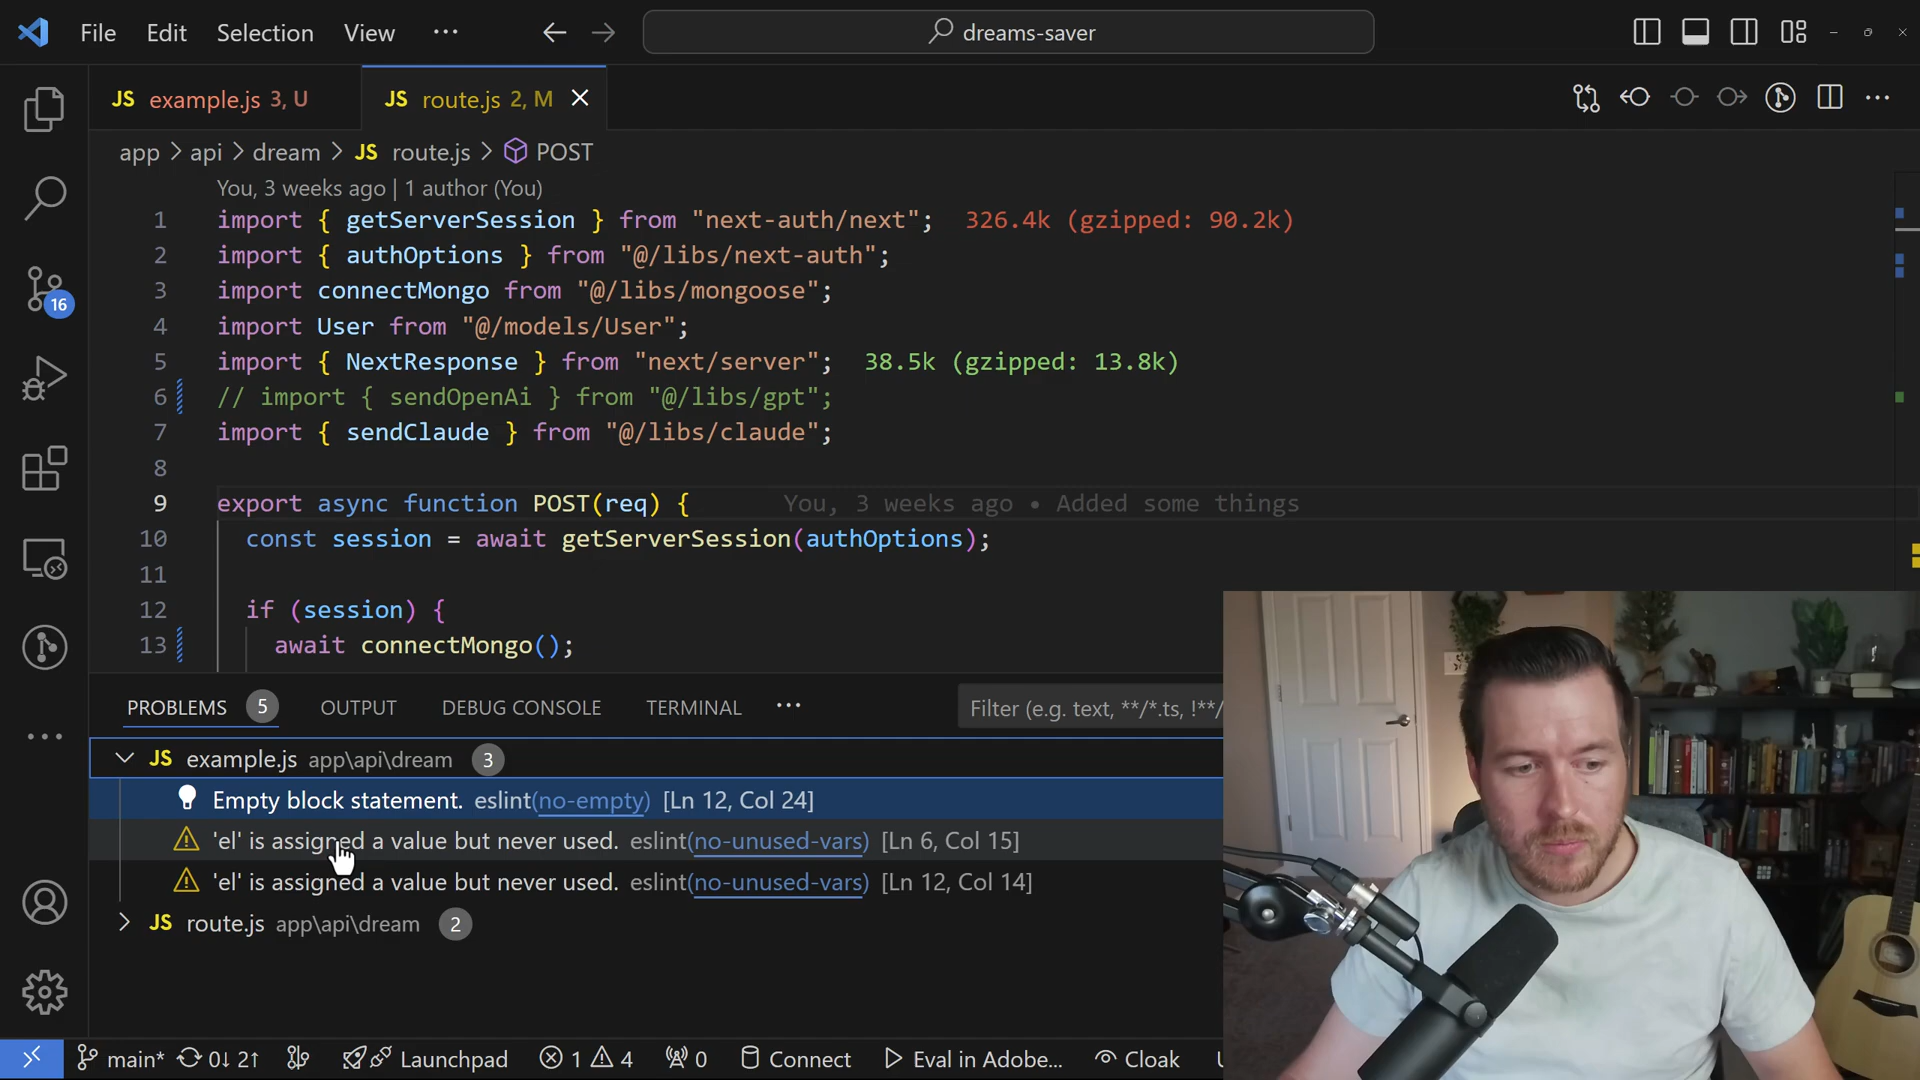 File Edit Selection View ··· dreams-saver
JS example.js 3, U JS route.js 2, M
app > api > dream > JS route.js > POST
You, 3 weeks ago | 1 author (You)
1 import { getServerSession } from "next-auth/next"; 326.4k (gzipped: 90.2k)
2 import { authOptions } from "@/libs/next-auth";
3 import connectMongo from "@/libs/mongoose";
4 import User from "@/models/User";
5 import { NextResponse } from "next/server"; 38.5k (gzipped: 13.8k)
6 // import { sendOpenAi } from "@/libs/gpt";
7 import { sendClaude } from "@/libs/claude";
8
9 export async function POST(req) { You, 3 weeks ago • Added some things
10 const session = await getServerSession(authOptions);
11
12 if (session) {
13 await connectMongo();
16
PROBLEMS 5 OUTPUT DEBUG CONSOLE TERMINAL ··· Filter (e.g. text, **/*.ts, !**/
JS example.js app\api\dream 3
Empty block statement. eslint(no-empty) [Ln 12, Col 24]
'el' is assigned a value but never used. eslint(no-unused-vars) [Ln 6, Col 15]
'el' is assigned a value but never used. eslint(no-unused-vars) [Ln 12, Col 14]
JS route.js app\api\dream 2
main* 0↓ 2↑ Launchpad 1 4 0 Connect Eval in Adobe... Cloak